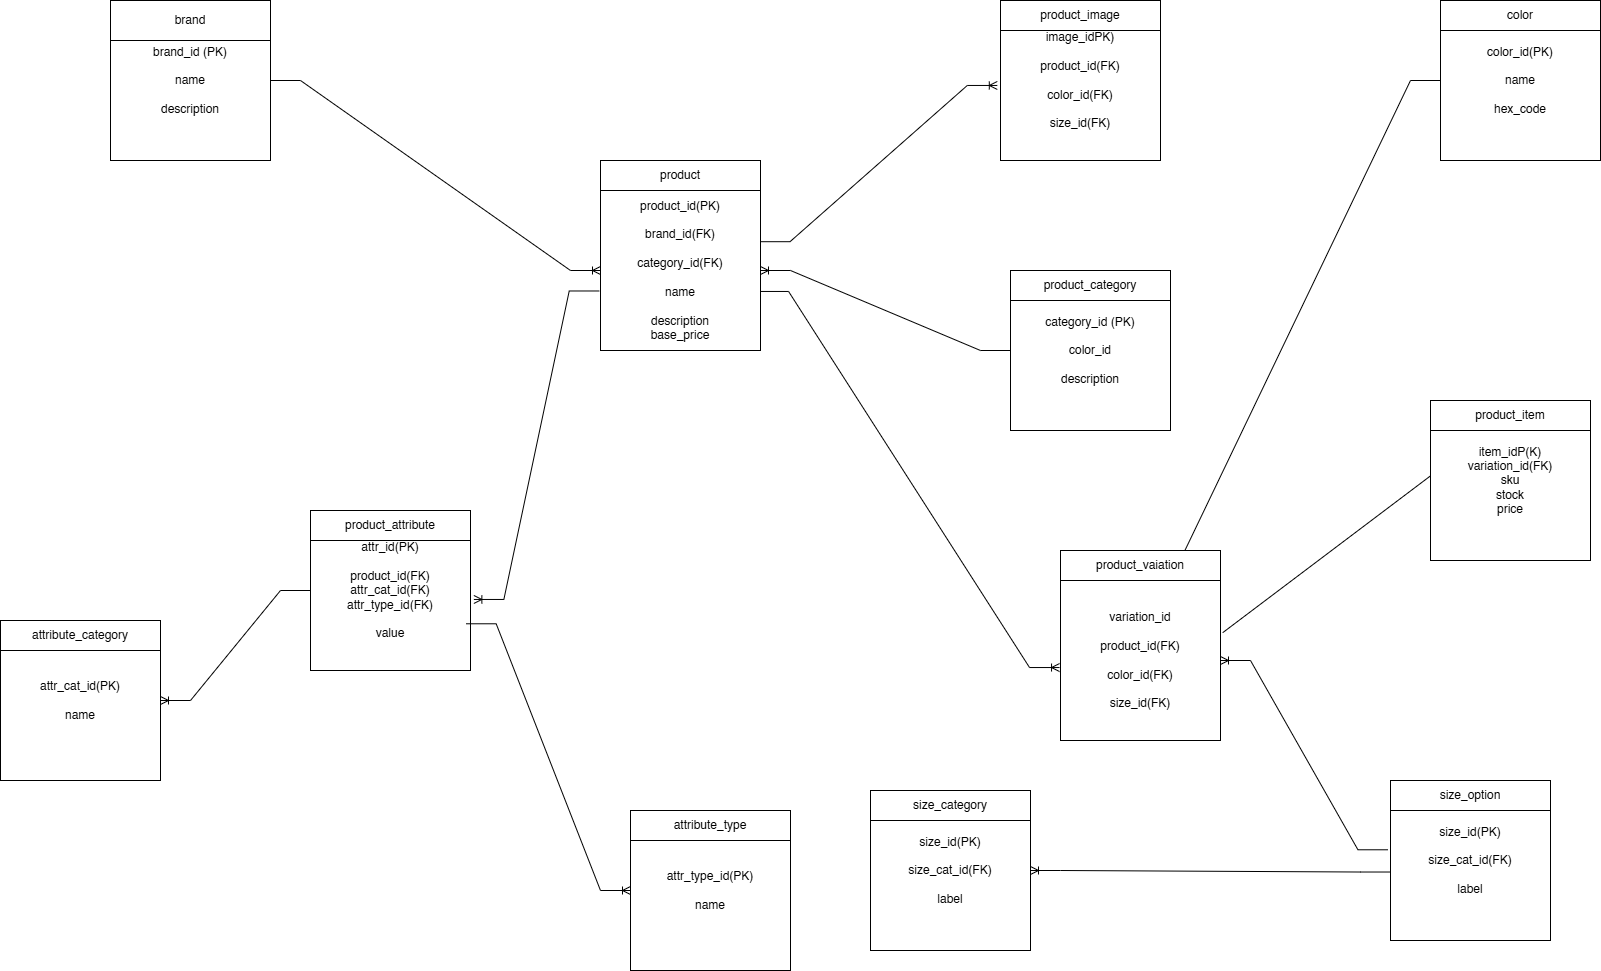 brand
brand_id (PK)
name
description
product_image
image_idPK)
product_id(FK)
color_id(FK)
size_id(FK)
color
color_id(PK)
name
hex_code
product
product_id(PK)
brand_id(FK)
category_id(FK)
name
description
base_price
product_category
category_id (PK)
color_id
description
product_item
item_idP(K)
variation_id(FK)
sku
stock
price
product_attribute
attr_id(PK)
product_id(FK)
attr_cat_id(FK)
attr_type_id(FK)
value
product_vaiation
variation_id
product_id(FK)
color_id(FK)
size_id(FK)
attribute_category
attr_cat_id(PK)
name
attribute_type
attr_type_id(PK)
name
size_category
size_id(PK)
size_cat_id(FK)
label
size_option
size_id(PK)
size_cat_id(FK)
label